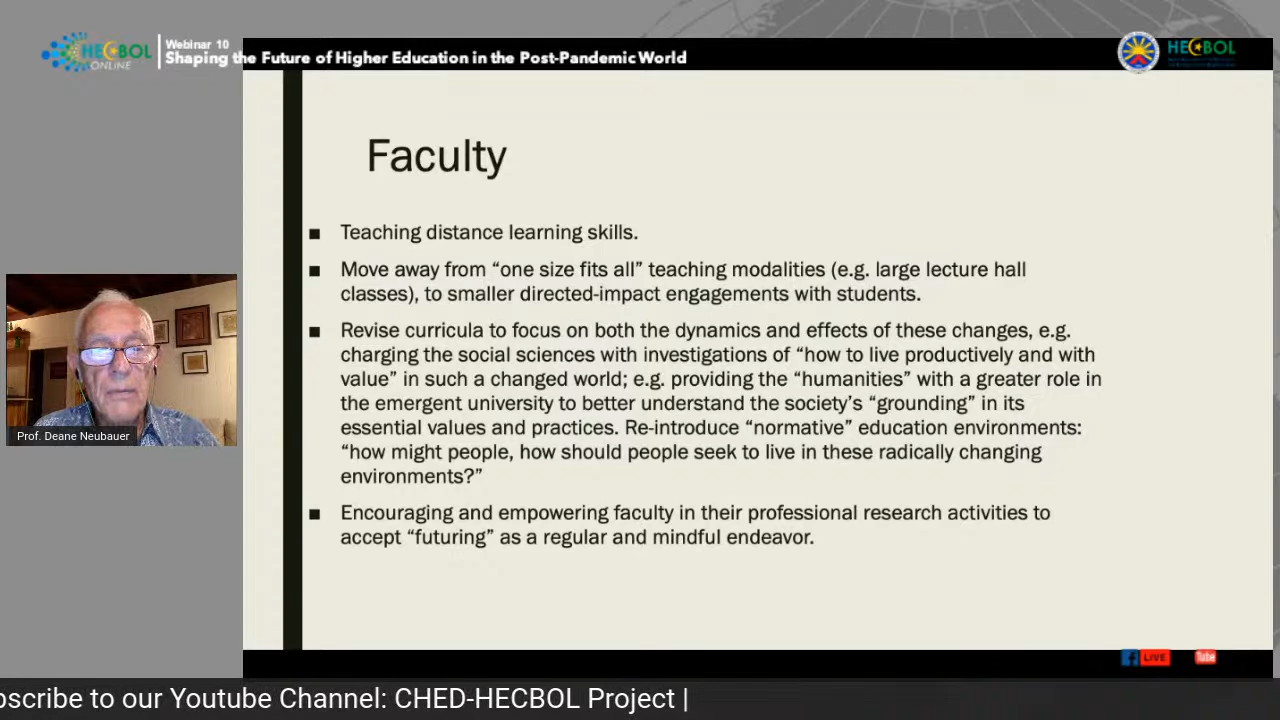 HECBOL
ONLINE
Webinar 10
Shaping the Future of Higher Education in the Post-Pandemic World
HECBOL
Faculty
■ Teaching distance learning skills.
■ Move away from “one size fits all” teaching modalities (e.g. large lecture hall
classes), to smaller directed-impact engagements with students.
■ Revise curricula to focus on both the dynamics and effects of these changes, e.g.
charging the social sciences with investigations of “how to live productively and with
value” in such a changed world; e.g. providing the “humanities” with a greater role in
the emergent university to better understand the society’s “grounding” in its
essential values and practices. Re-introduce “normative” education environments:
“how might people, how should people seek to live in these radically changing
environments?”
■ Encouraging and empowering faculty in their professional research activities to
accept “futuring” as a regular and mindful endeavor.
Prof. Deane Neubauer
LIVE
Tube
bscribe to our Youtube Channel: CHED-HECBOL Project |